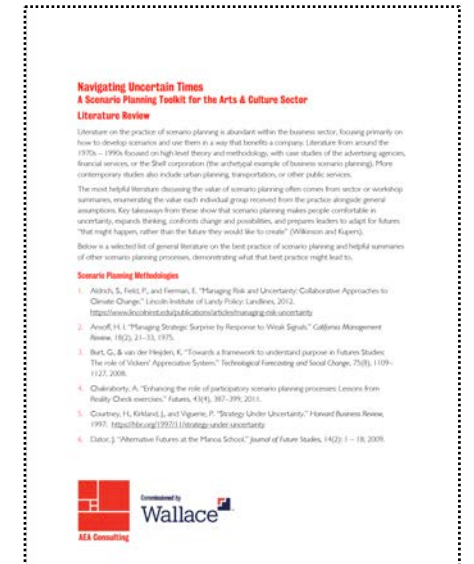 Navigating Uncertain Times
A Scenario Planning Toolkit for the Arts & Culture Sector
Literature Review
Literature on the practice of scenario planning is abundant within the business sector, focusing primarily on
how to develop scenarios and use them in a way that benefits a company. Literature from around the
1970s – 1990s focused on high level theory and methodology, with case studies of the advertising agencies,
financial services, or the Shell corporation (the archetypal example of business scenario planning). More
contemporary studies also include urban planning, transportation, or other public services.
The most helpful literature discussing the value of scenario planning often comes from sector or workshop
summaries, enumerating the value each individual group received from the practice alongside general
assumptions. Key takeaways from these show that scenario planning makes people comfortable in
uncertainty, expands thinking, confronts change and possibilities, and prepares leaders to adapt for futures
"that might happen, rather than the future they would like to create" (Wilkinson and Kupers).
Below is a selected list of general literature on the best practice of scenario planning and helpful summaries
of other scenario planning processes, demonstrating what that best practice might lead to.
Scenario Planning Methodologies
1. Aldrich, S., Field, P., and Fierman, E. "Managing Risk and Uncertainty: Collaborative Approaches to
Climate Change." Lincoln Institute of Landy Policy: Landlines, 2012.
https://www.lincolninst.edu/publications/articles/managing-risk-uncertainty
2. Ansoff, H. I. "Managing Strategic Surprise by Response to Weak Signals." California Management
Review, 18(2), 21–33, 1975.
3. Burt, G., & van der Heijden, K. "Towards a framework to understand purpose in Futures Studies:
The role of Vickers' Appreciative System." Technological Forecasting and Social Change, 75(8), 1109–
1127, 2008.
4. Chakraborty, A. "Enhancing the role of participatory scenario planning processes: Lessons from
Reality Check exercises." Futures, 43(4), 387–399, 2011.
5. Courtney, H., Kirkland, J., and Viguerie, P. "Strategy Under Uncertainty." Harvard Business Review,
1997. https://hbr.org/1997/11/strategy-under-uncertainty
6. Dator, J. "Alternative Futures at the Manoa School." Journal of Future Studies, 14(2): 1 – 18, 2009.
Commissioned by
Wallace
AEA Consulting